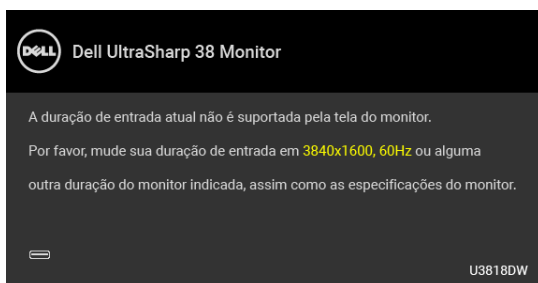 DELL
Dell UltraSharp 38 Monitor
A duração de entrada atual não é suportada pela tela do monitor.
Por favor, mude sua duração de entrada em 3840x1600, 60Hz ou alguma
outra duração do monitor indicada, assim como as especificações do monitor.
U3818DW